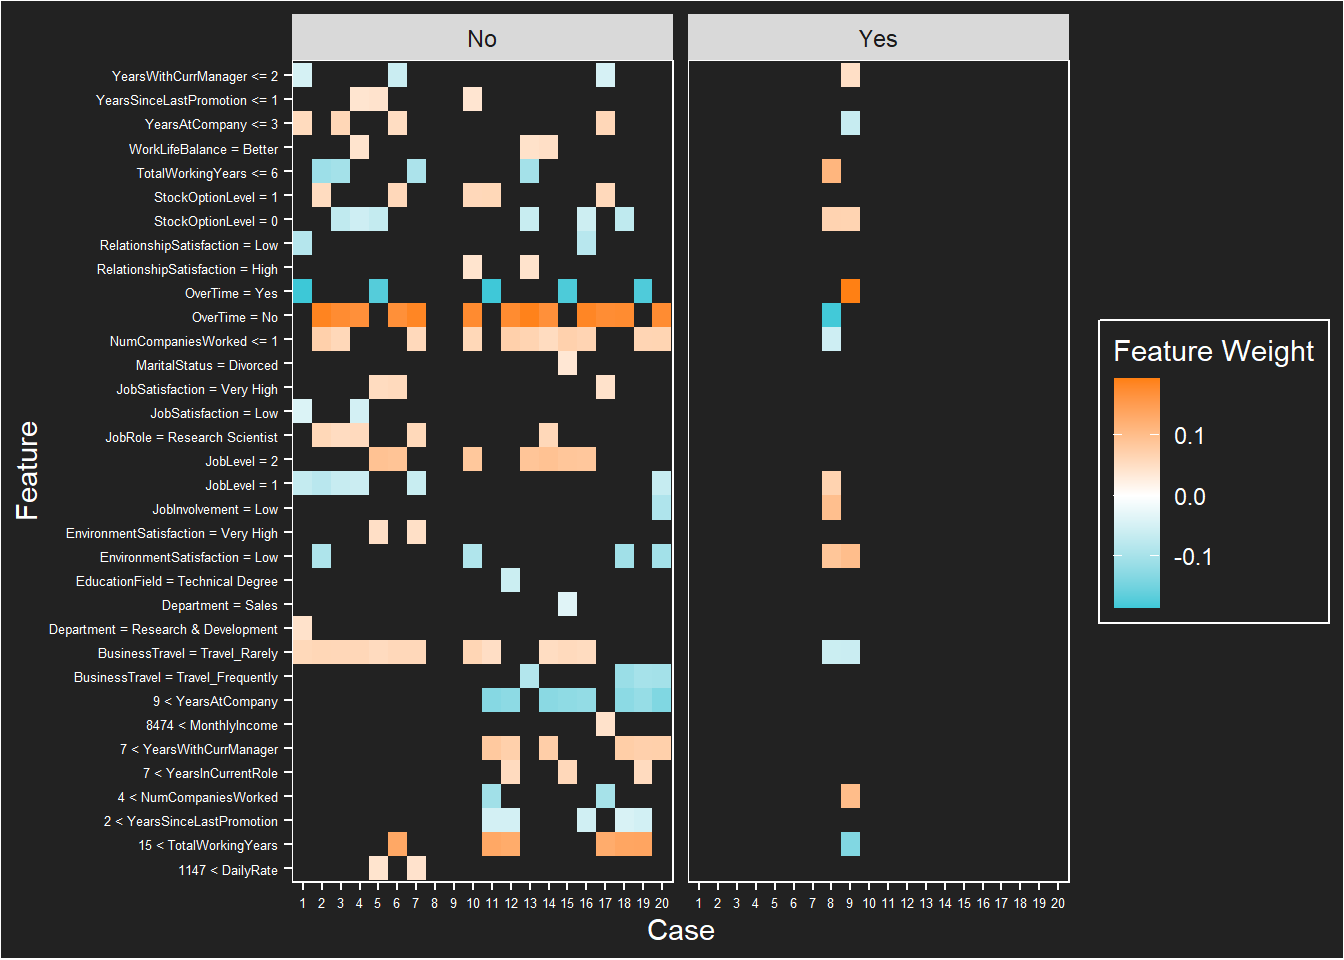 No Yes
YearsWithCurrManager <= 2
YearsSinceLastPromotion <= 1
YearsAtCompany <= 3
WorkLifeBalance = Better
TotalWorkingYears <= 6
StockOptionLevel = 1
StockOptionLevel = 0
RelationshipSatisfaction = Low
RelationshipSatisfaction = High
OverTime = Yes
OverTime = No
NumCompaniesWorked <= 1
MaritalStatus = Divorced
JobSatisfaction = Very High
JobSatisfaction = Low
JobRole = Research Scientist
JobLevel = 2
JobLevel = 1
JobInvolvement = Low
EnvironmentSatisfaction = Very High
EnvironmentSatisfaction = Low
EducationField = Technical Degree
Department = Sales
Department = Research & Development
BusinessTravel = Travel_Rarely
BusinessTravel = Travel_Frequently
9 < YearsAtCompany
8474 < MonthlyIncome
7 < YearsWithCurrManager
7 < YearsInCurrentRole
4 < NumCompaniesWorked
2 < YearsSinceLastPromotion
15 < TotalWorkingYears
1147 < DailyRate
Feature
1 2 3 4 5 6 7 8 9 10 11 12 13 14 15 16 17 18 19 20
1 2 3 4 5 6 7 8 9 10 11 12 13 14 15 16 17 18 19 20
Case
Feature Weight
0.1
0.0
-0.1